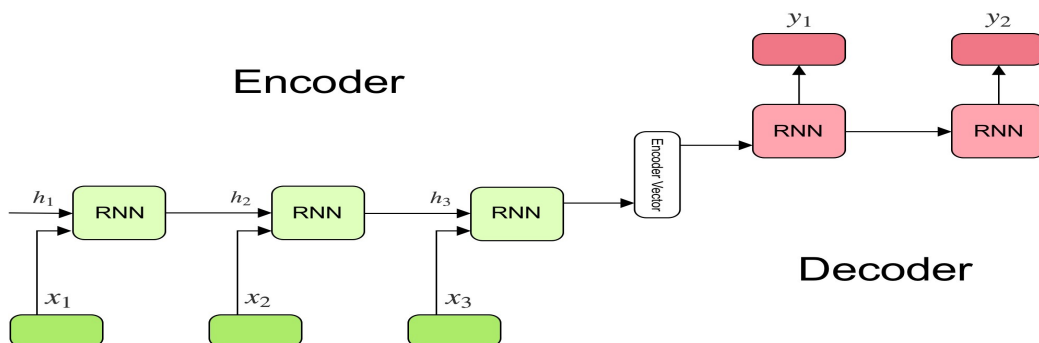 y₁ y₂
Encoder
RNN RNN
Encoder Vector
h₁ RNN h₂ RNN h₃ RNN
Decoder
x₁ x₂ x₃